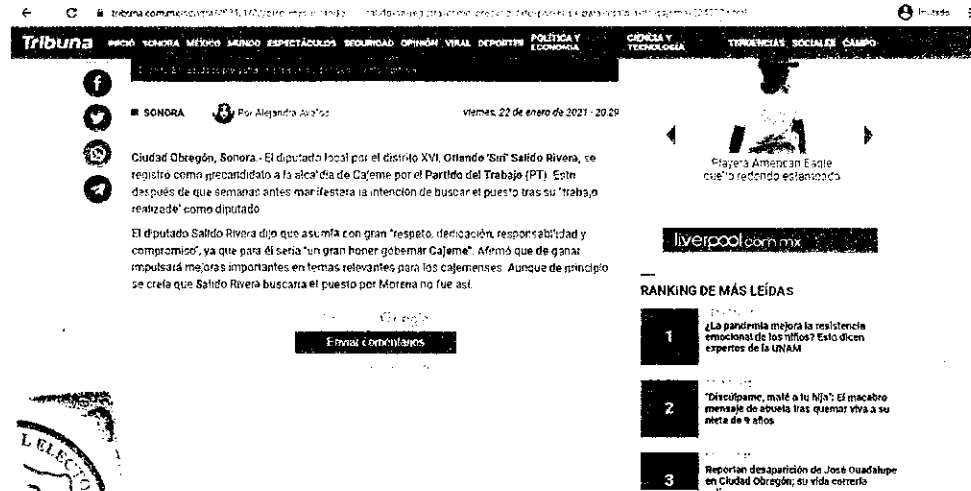 Tribuna INICIO SONORA MÉXICO MUNDO ESPECTÁCULOS SEGURIDAD OPINIÓN VIRAL DEPORTES POLÍTICA Y ECONOMÍA CIENCIA Y TECNOLOGÍA TENDENCIAS SOCIALES CAMPO
SONORA Por Alejandra Avalos viernes, 22 de enero de 2021 - 20:29
Ciudad Obregón, Sonora.- El diputado local por el distrito XVI, Orlando 'Siri' Salido Rivera, se
registró como precandidato a la alcaldía de Cajeme por el Partido del Trabajo (PT). Esto
después de que semanas antes manifestara la intención de buscar el puesto tras su "trabajo
realizado" como diputado
El diputado Salido Rivera dijo que asumía con gran "respeto, dedicación, responsabilidad y
compromiso", ya que para él sería "un gran honor gobernar Cajeme". Afirmó que de ganar
impulsará mejoras importantes en temas relevantes para los cajemenses. Aunque de principio
se creía que Salido Rivera buscaría el puesto por Morena no fue así.
Google
Enviar comentarios
Playera American Eagle
cuello redondo estampado
liverpool.com.mx
RANKING DE MÁS LEÍDAS
1
¿La pandemia mejora la resistencia
emocional de los niños? Esto dicen
expertos de la UNAM
2
"Discúlpame, maté a tu hija": El macabro
mensaje de abuela tras quemar viva a su
nieta de 9 años
3
Reportan desaparición de José Guadalupe
en Ciudad Obregón; su vida correría
L ELECTO